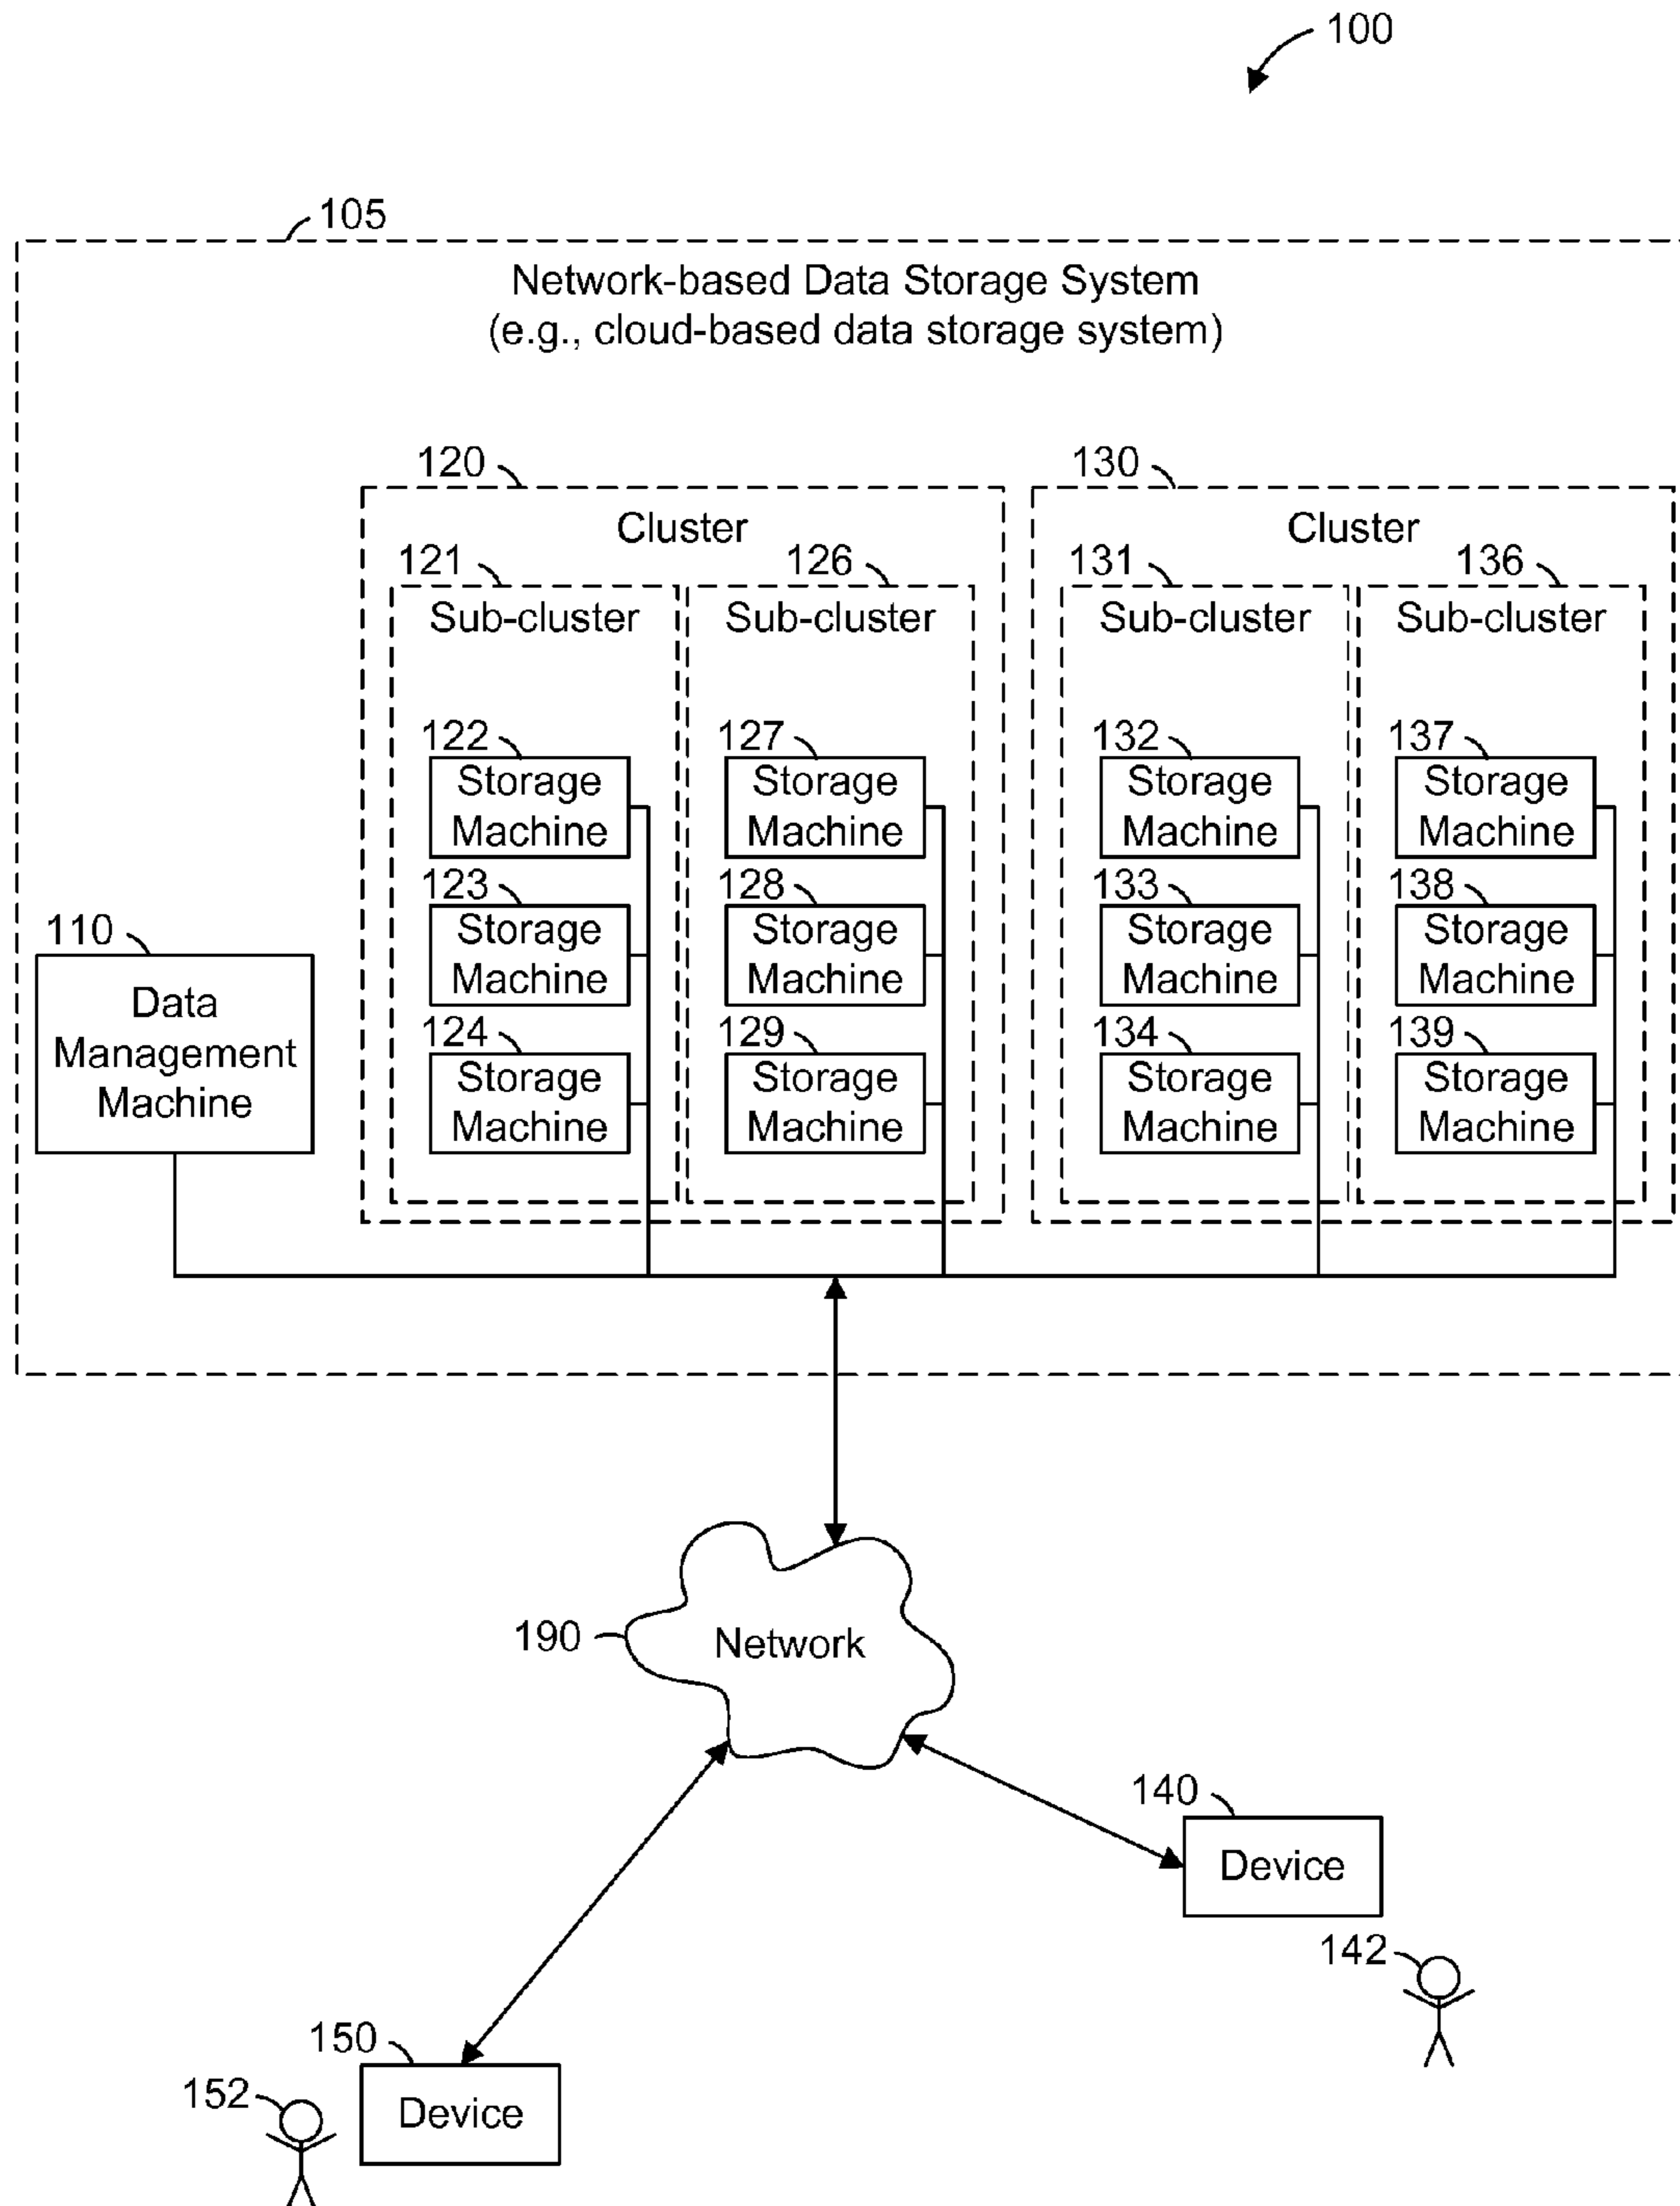 100
105
Network-based Data Storage System
(e.g., cloud-based data storage system)
120
130
Cluster
Cluster
121
126
131
136
Sub-cluster
Sub-cluster
Sub-cluster
Sub-cluster
122
127
132
137
Storage
Machine
Storage
Machine
Storage
Machine
Storage
Machine
123
128
133
138
Storage
Machine
Storage
Machine
Storage
Machine
Storage
Machine
110
Data
Management
Machine
124
129
134
139
Storage
Machine
Storage
Machine
Storage
Machine
Storage
Machine
190
Network
140
Device
142
150
Device
152